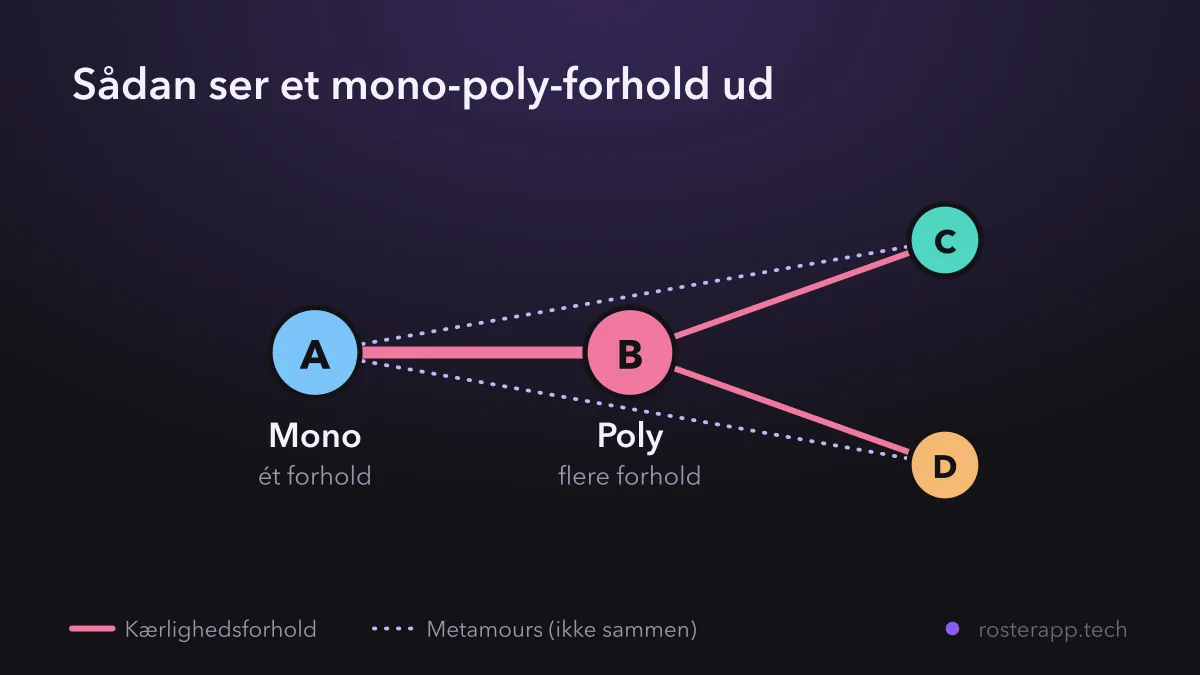 Sådan ser et mono-poly-forhold ud
C
A
B
Mono
Poly
ét forhold
flere forhold
D
Kærlighedsforhold
Metamours (ikke sammen)
rosterapp.tech